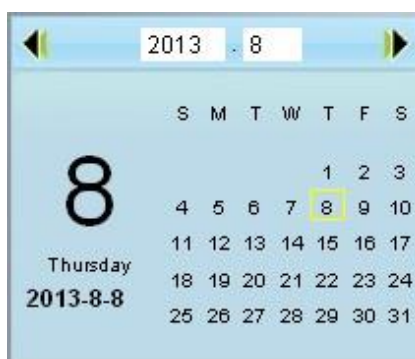 2013 . 8
S M T W T F S
1 2 3
4 5 6 7 8 9 10
11 12 13 14 15 16 17
18 19 20 21 22 23 24
25 26 27 28 29 30 31
8
Thursday
2013-8-8